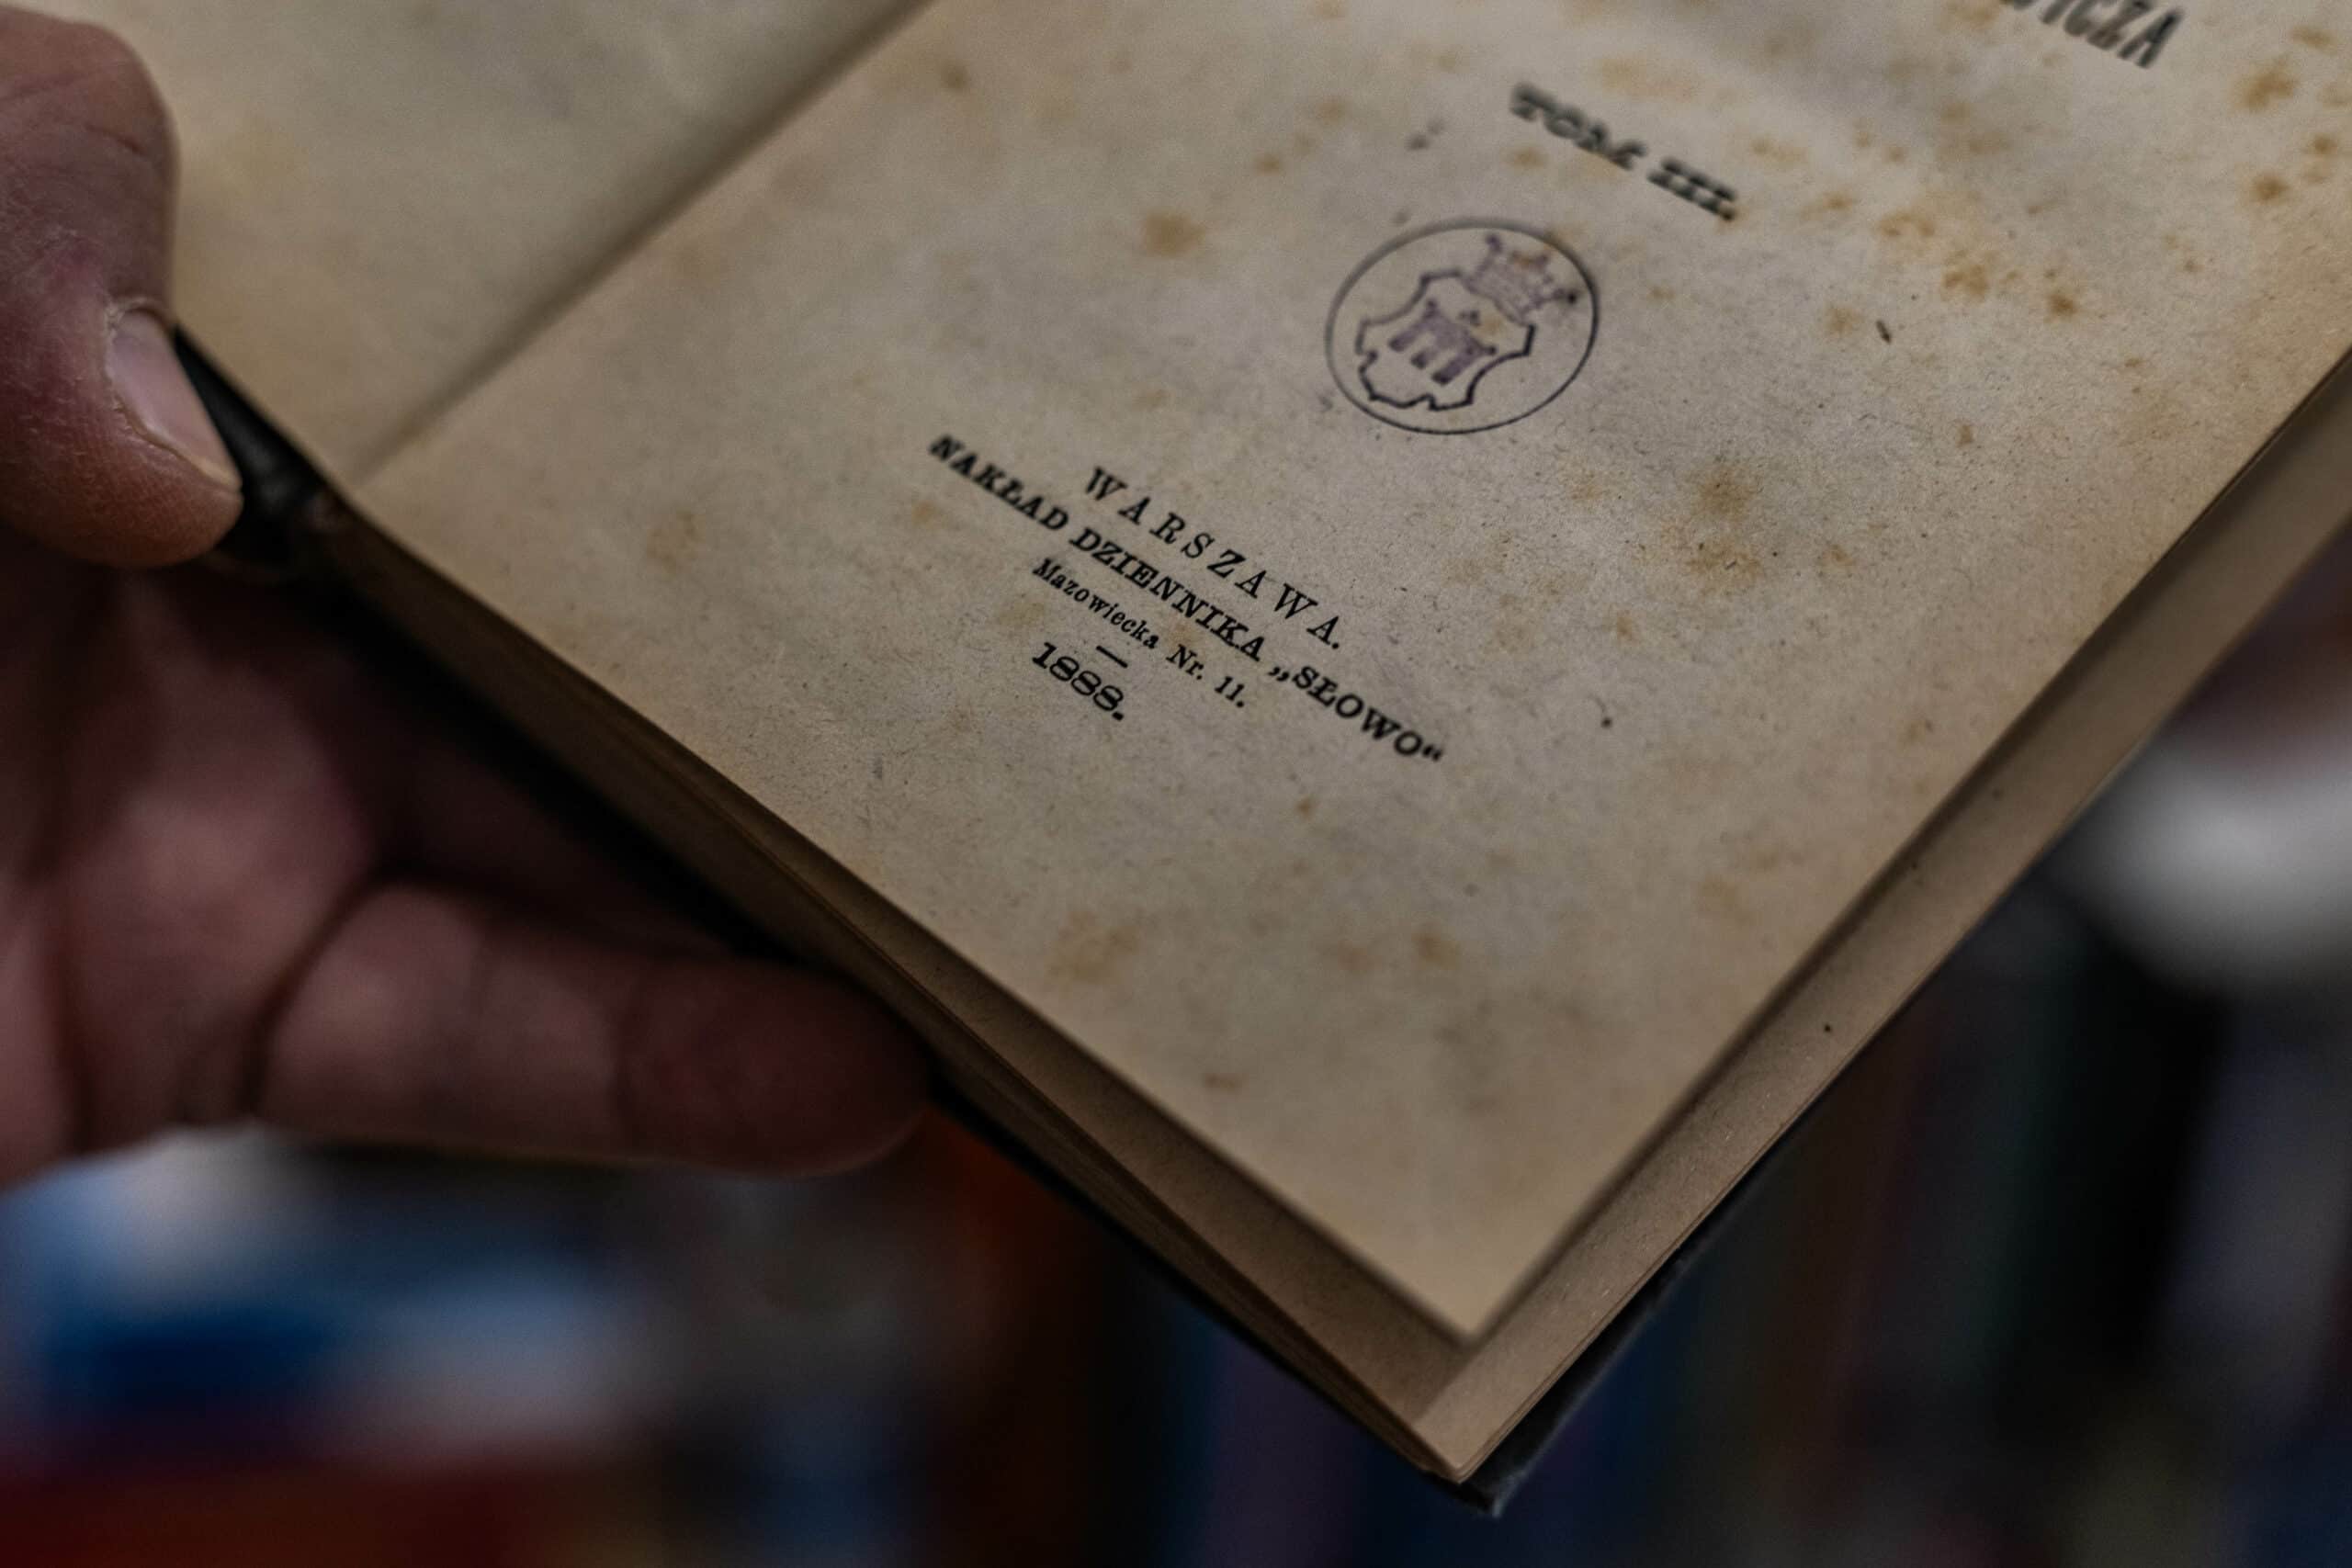 TOM III.
WARSZAWA.
NAKŁAD DZIENNIKA „SŁOWO“
Mazowiecka Nr. 11.
—
1888.